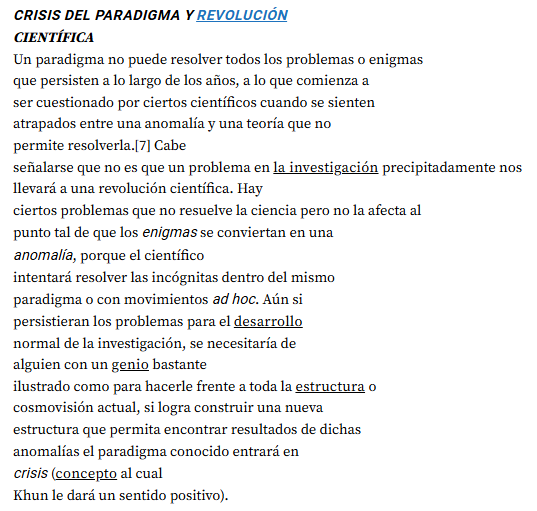 CRISIS DEL PARADIGMA Y REVOLUCIÓN
CIENTÍFICA
Un paradigma no puede resolver todos los problemas o enigmas
que persisten a lo largo de los años, a lo que comienza a
ser cuestionado por ciertos científicos cuando se sienten
atrapados entre una anomalía y una teoría que no
permite resolverla.[7] Cabe
señalarse que no es que un problema en la investigación precipitadamente nos
llevará a una revolución científica. Hay
ciertos problemas que no resuelve la ciencia pero no la afecta al
punto tal de que los enigmas se conviertan en una
anomalía, porque el científico
intentará resolver las incógnitas dentro del mismo
paradigma o con movimientos ad hoc. Aún si
persistieran los problemas para el desarrollo
normal de la investigación, se necesitaría de
alguien con un genio bastante
ilustrado como para hacerle frente a toda la estructura o
cosmovisión actual, si logra construir una nueva
estructura que permita encontrar resultados de dichas
anomalías el paradigma conocido entrará en
crisis (concepto al cual
Khun le dará un sentido positivo).